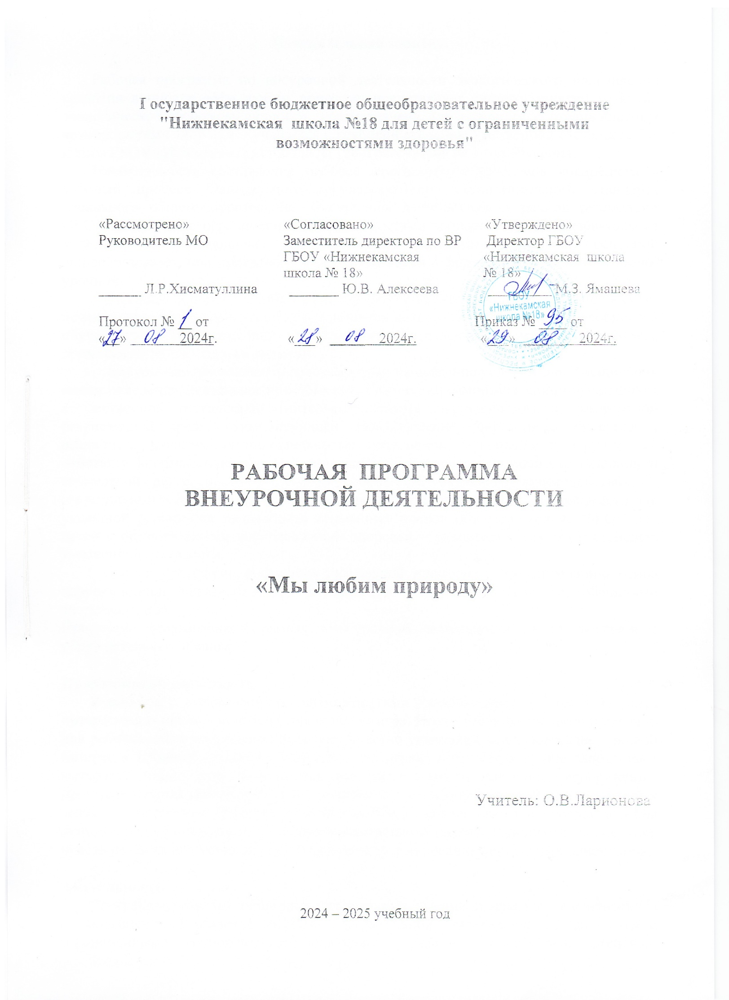 Государственное бюджетное общеобразовательное учреждение
"Нижнекамская школа №18 для детей с ограниченными
возможностями здоровья"
«Рассмотрено»
Руководитель МО
______ Л.Р.Хисматуллина
Протокол № 1 от
«27» 08 2024г.
«Согласовано»
Заместитель директора по ВР
ГБОУ «Нижнекамская
школа № 18»
_______ Ю.В. Алексеева
«28» 08 2024г.
«Утверждено»
Директор ГБОУ
«Нижнекамская школа
№ 18»
_________ М.З. Ямашева
Приказ № 95 от
«29» 08 2024г.
ГБОУ
«Нижнекамская
школа №18»
РАБОЧАЯ ПРОГРАММА
ВНЕУРОЧНОЙ ДЕЯТЕЛЬНОСТИ
«Мы любим природу»
Учитель: О.В.Ларионова
2024 – 2025 учебный год